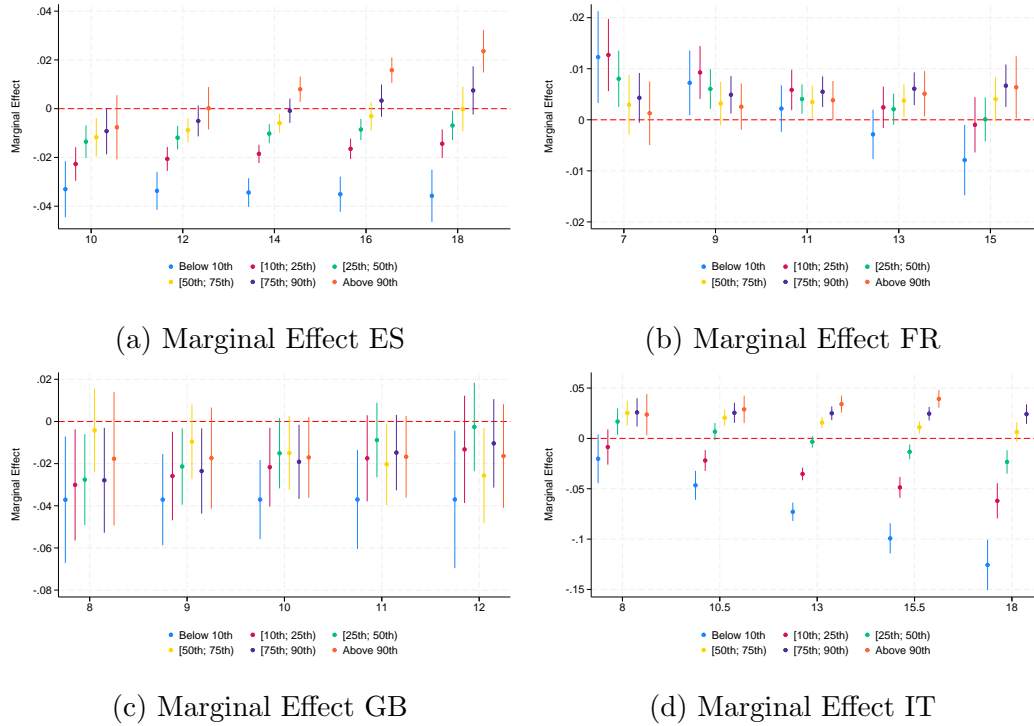 .04
.02
0
-.02
-.04
Marginal Effect
10 12 14 16 18
Below 10th [10th; 25th) [25th; 50th)
[50th; 75th) [75th; 90th) Above 90th
(a) Marginal Effect ES
.02
.01
0
-.01
-.02
Marginal Effect
7 9 11 13 15
Below 10th [10th; 25th) [25th; 50th)
[50th; 75th) [75th; 90th) Above 90th
(b) Marginal Effect FR
.02
0
-.02
-.04
-.06
-.08
Marginal Effect
8 9 10 11 12
Below 10th [10th; 25th) [25th; 50th)
[50th; 75th) [75th; 90th) Above 90th
(c) Marginal Effect GB
.05
0
-.05
-.1
-.15
Marginal Effect
8 10.5 13 15.5 18
Below 10th [10th; 25th) [25th; 50th)
[50th; 75th) [75th; 90th) Above 90th
(d) Marginal Effect IT